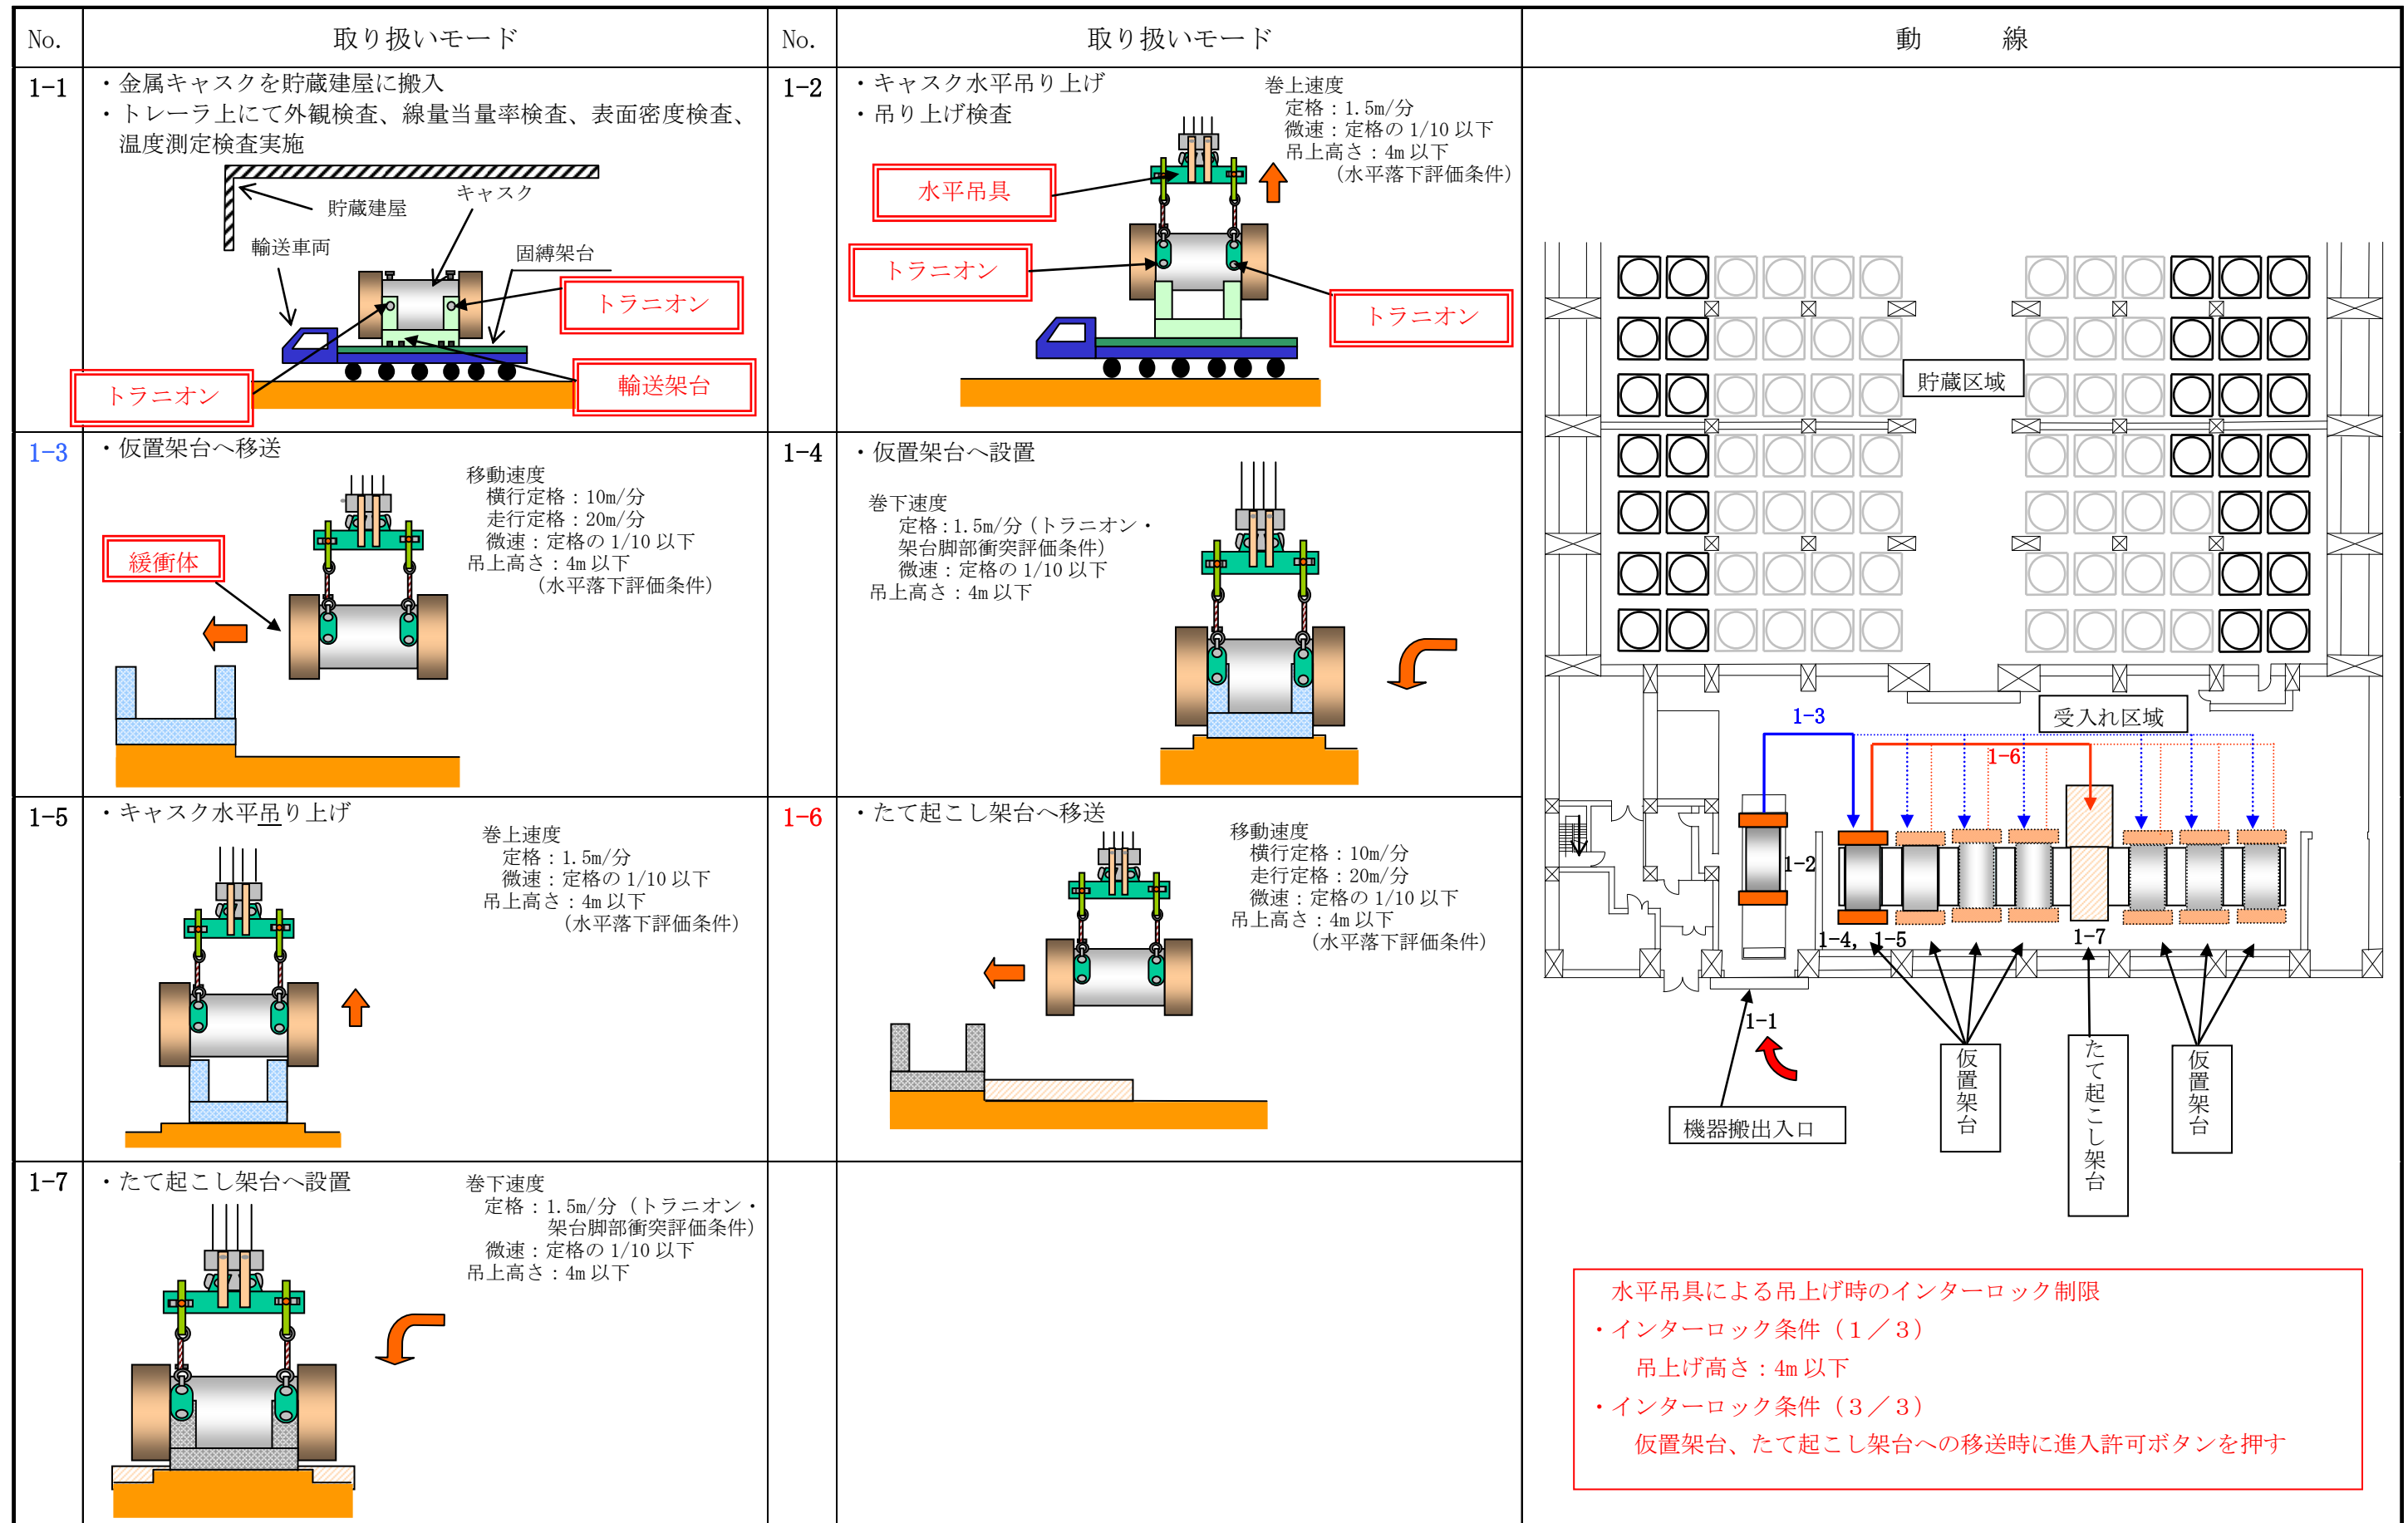 No.
取り扱いモード
No.
取り扱いモード
動　線
1-1
・金属キャスクを貯蔵建屋に搬入
・トレーラ上にて外観検査、線量当量率検査、表面密度検査、
温度測定検査実施
貯蔵建屋
キャスク
輸送車両
固縛架台
トラニオン
トラニオン
輸送架台
1-2
・キャスク水平吊り上げ
・吊り上げ検査
巻上速度
定格：1.5m/分
微速：定格の 1/10 以下
吊上高さ：4m 以下
（水平落下評価条件）
水平吊具
トラニオン
トラニオン
1-3
・仮置架台へ移送
移動速度
横行定格：10m/分
走行定格：20m/分
微速：定格の 1/10 以下
吊上高さ：4m 以下
（水平落下評価条件）
緩衝体
1-4
・仮置架台へ設置
巻下速度
定格：1.5m/分（トラニオン・
架台脚部衝突評価条件）
微速：定格の 1/10 以下
吊上高さ：4m 以下
1-5
・キャスク水平吊り上げ
巻上速度
定格：1.5m/分
微速：定格の 1/10 以下
吊上高さ：4m 以下
（水平落下評価条件）
1-6
・たて起こし架台へ移送
移動速度
横行定格：10m/分
走行定格：20m/分
微速：定格の 1/10 以下
吊上高さ：4m 以下
（水平落下評価条件）
1-7
・たて起こし架台へ設置
巻下速度
定格：1.5m/分（トラニオン・
架台脚部衝突評価条件）
微速：定格の 1/10 以下
吊上高さ：4m 以下
貯蔵区域
受入れ区域
1-3
1-6
1-2
1-4, 1-5
1-7
1-1
機器搬出入口
仮置架台
たて起こし架台
仮置架台
水平吊具による吊上げ時のインターロック制限
・インターロック条件（１／３）
吊上げ高さ：4m 以下
・インターロック条件（３／３）
仮置架台、たて起こし架台への移送時に進入許可ボタンを押す